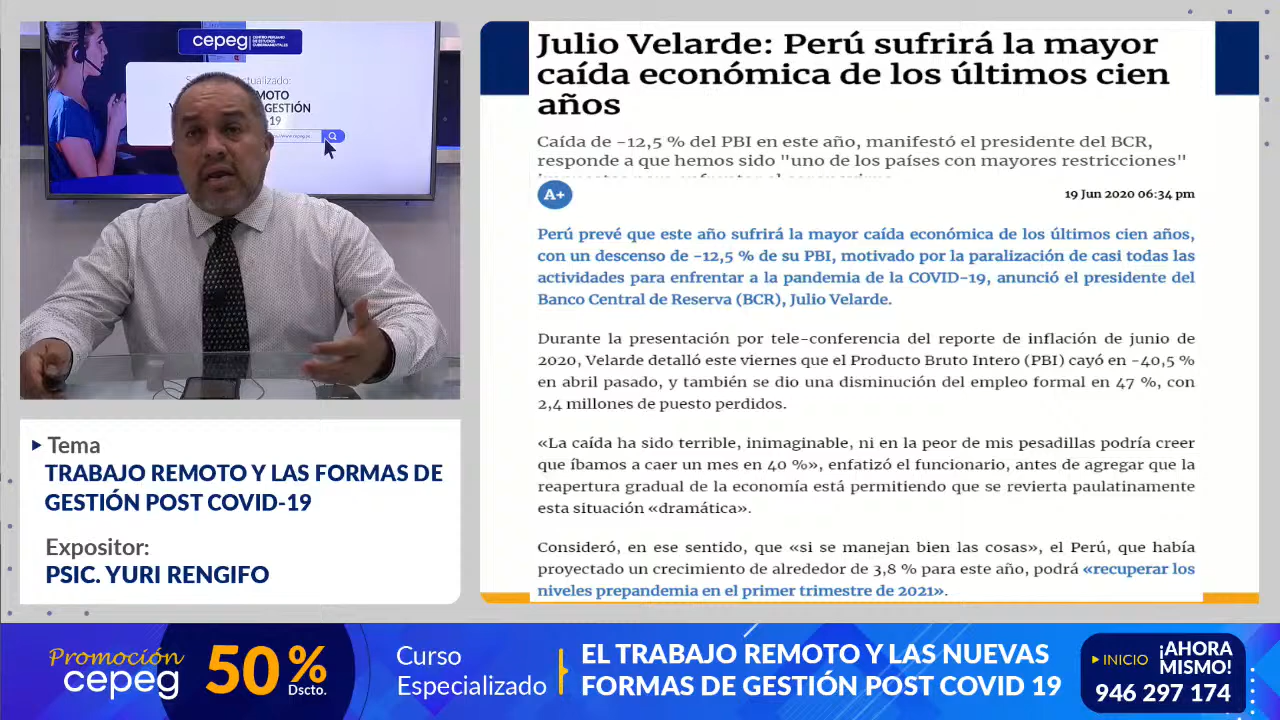 cepeg
CENTRO PERUANO
DE ESTUDIOS
GUBERNAMENTALES
Julio Velarde: Perú sufrirá la mayor
caída económica de los últimos cien
años
Caída de -12,5 % del PBI en este año, manifestó el presidente del BCR,
responde a que hemos sido "uno de los países con mayores restricciones"
A+
19 Jun 2020 06:34 pm
Perú prevé que este año sufrirá la mayor caída económica de los últimos cien años,
con un descenso de -12,5 % de su PBI, motivado por la paralización de casi todas las
actividades para enfrentar a la pandemia de la COVID-19, anunció el presidente del
Banco Central de Reserva (BCR), Julio Velarde.
Durante la presentación por tele-conferencia del reporte de inflación de junio de
2020, Velarde detalló este viernes que el Producto Bruto Intero (PBI) cayó en -40,5 %
en abril pasado, y también se dio una disminución del empleo formal en 47 %, con
2,4 millones de puesto perdidos.
«La caída ha sido terrible, inimaginable, ni en la peor de mis pesadillas podría creer
que íbamos a caer un mes en 40 %», enfatizó el funcionario, antes de agregar que la
reapertura gradual de la economía está permitiendo que se revierta paulatinamente
esta situación «dramática».
Consideró, en ese sentido, que «si se manejan bien las cosas», el Perú, que había
proyectado un crecimiento de alrededor de 3,8 % para este año, podrá «recuperar los
niveles prepandemia en el primer trimestre de 2021».
Tema
TRABAJO REMOTO Y LAS FORMAS DE
GESTIÓN POST COVID-19
Expositor:
PSIC. YURI RENGIFO
Promoción
cepeg
50 %
Dscto.
Curso
Especializado
EL TRABAJO REMOTO Y LAS NUEVAS
FORMAS DE GESTIÓN POST COVID 19
INICIO ¡AHORA
MISMO!
946 297 174